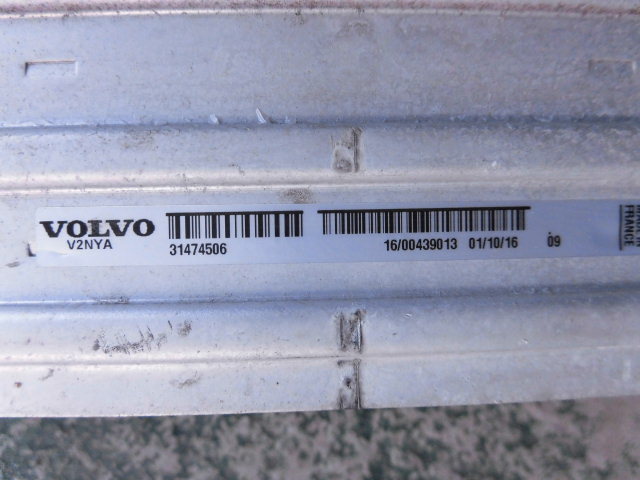 VOLVO
V2NYA
31474506
16/00439013 01/10/16 09
FRANCE